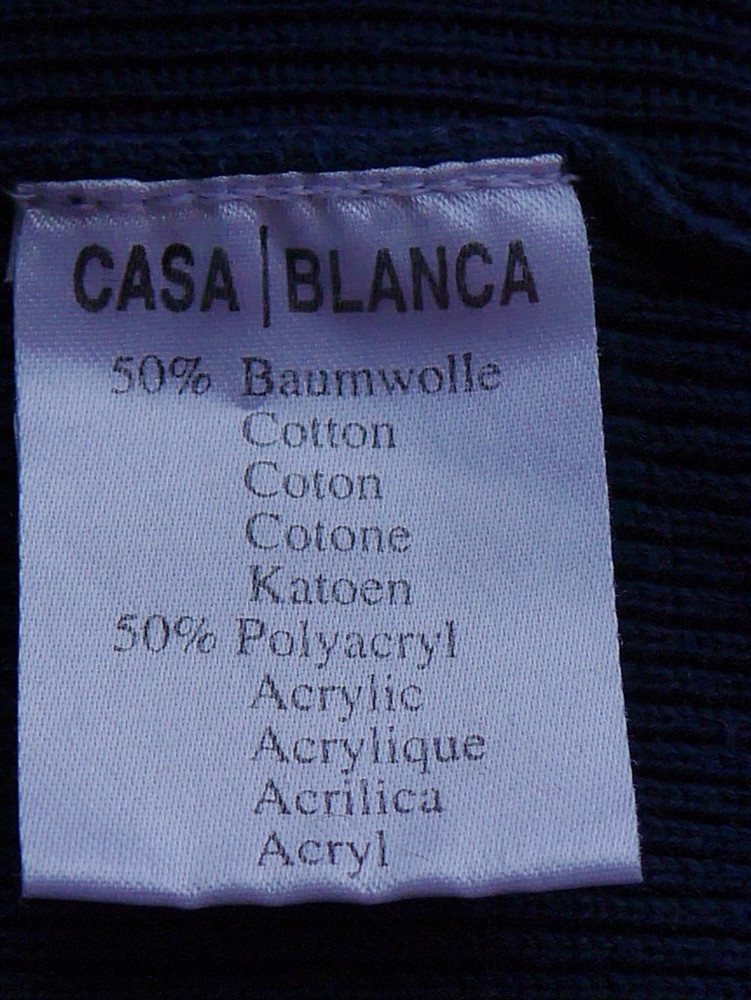 CASA | BLANCA
50% Baumwolle
Cotton
Coton
Cotone
Katoen
50% Polyacryl
Acrylic
Acrylique
Acrilica
Acryl